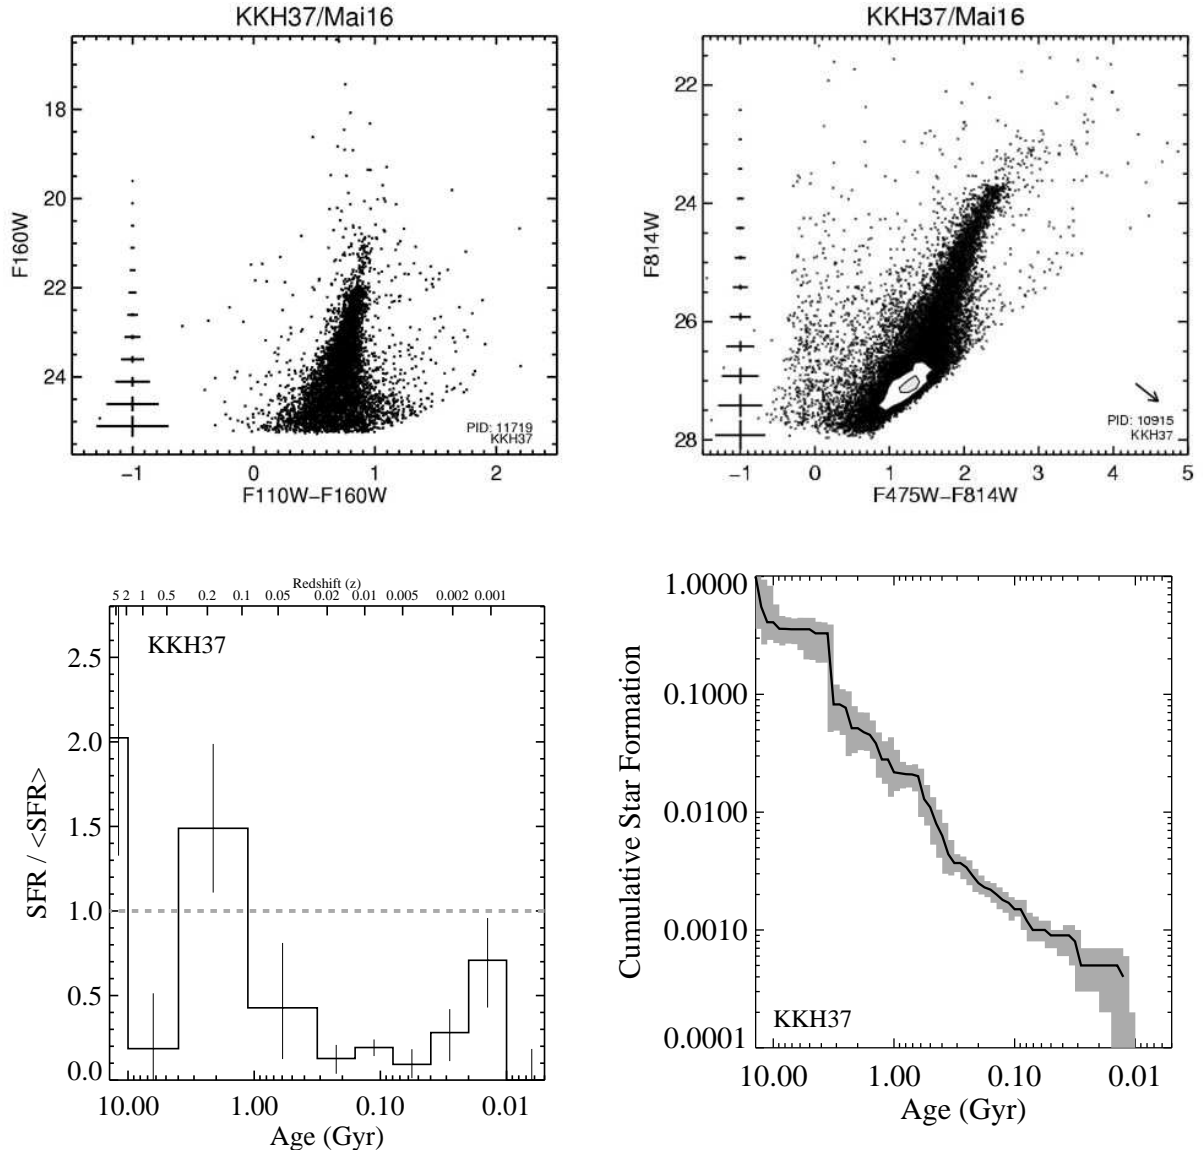 KKH37/Mai16
18
20
22
24
F160W
−1
0
1
2
F110W−F160W
PID: 11719
KKH37
KKH37/Mai16
22
24
26
28
F814W
−1
0
1
2
3
4
5
F475W−F814W
PID: 10915
KKH37
Redshift (z)
5 2 1 0.5 0.2 0.1 0.05 0.02 0.01 0.005 0.002 0.001
KKH37
2.5
2.0
1.5
1.0
0.5
0.0
SFR / <SFR>
10.00 1.00 0.10 0.01
Age (Gyr)
1.0000
0.1000
0.0100
0.0010
0.0001
Cumulative Star Formation
KKH37
10.00 1.00 0.10 0.01
Age (Gyr)